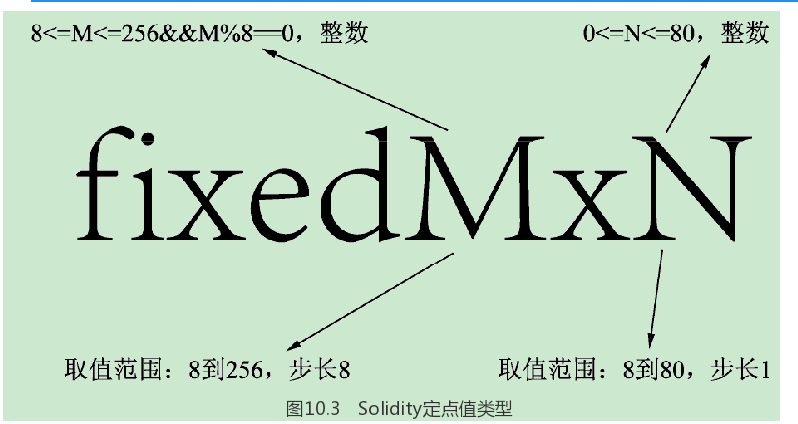 8<=M<=256&&M%8==0，整数
0<=N<=80，整数
fixedMxN
取值范围：8到256，步长8
取值范围：8到80，步长1
图10.3 Solidity定点值类型